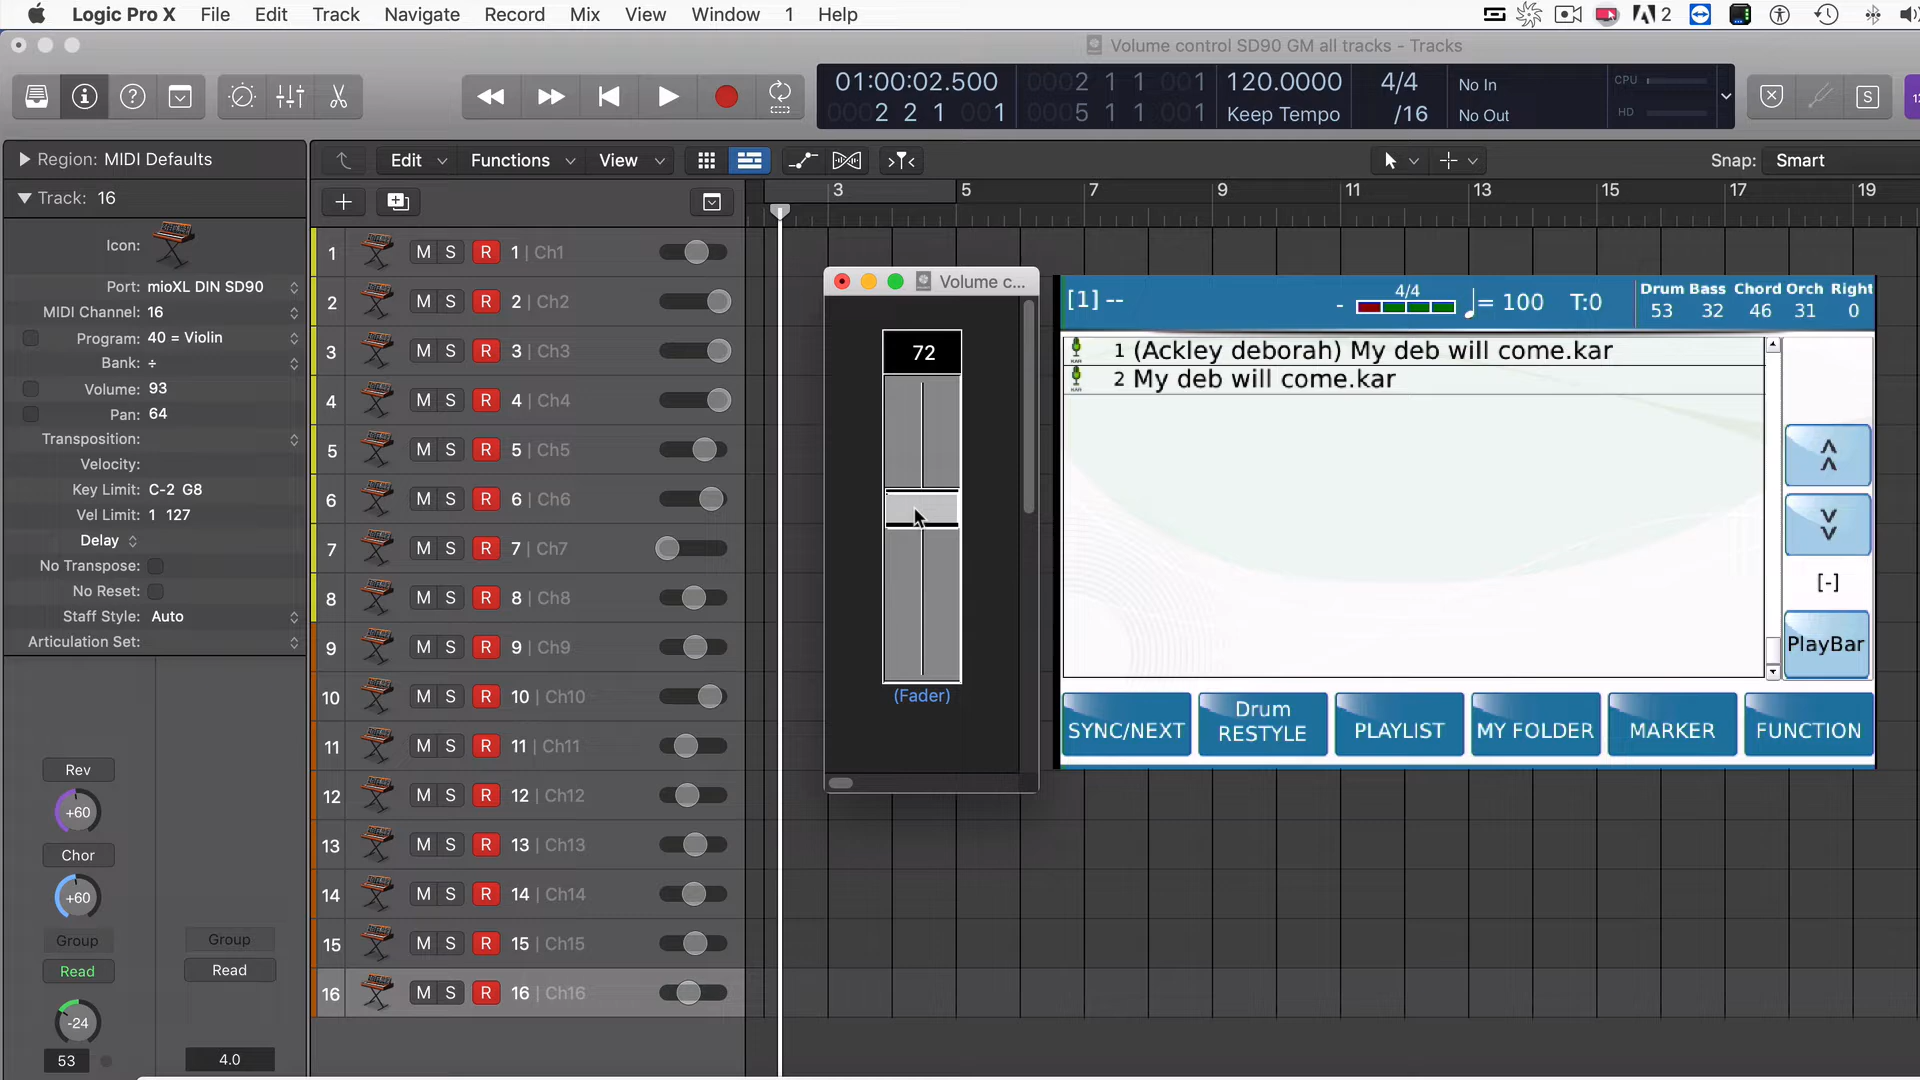 Logic Pro X File Edit Track Navigate Record Mix View Window 1 Help 2
Volume control SD90 GM all tracks - Tracks
01:00:02.500 0002 1 1 001 120.0000 4/4 No In CPU
0002 2 1 001 0005 1 1 001 Keep Tempo /16 No Out HD
S
Region: MIDI Defaults
Edit Functions View
Snap: Smart
Track: 16
3 5 7 9 11 13 15 17 19
Icon:
Port: mioXL DIN SD90
MIDI Channel: 16
Program: 40 = Violin
Bank: ÷
Volume: 93
Pan: 64
Transposition:
Velocity:
Key Limit: C-2 G8
Vel Limit: 1 127
Delay
No Transpose:
No Reset:
Staff Style: Auto
Articulation Set:
Rev
+60
Chor
+60
Group Group
Read Read
-24
53 4.0
1 M S R 1 | Ch1
2 M S R 2 | Ch2
3 M S R 3 | Ch3
4 M S R 4 | Ch4
5 M S R 5 | Ch5
6 M S R 6 | Ch6
7 M S R 7 | Ch7
8 M S R 8 | Ch8
9 M S R 9 | Ch9
10 M S R 10 | Ch10
11 M S R 11 | Ch11
12 M S R 12 | Ch12
13 M S R 13 | Ch13
14 M S R 14 | Ch14
15 M S R 15 | Ch15
16 M S R 16 | Ch16
Volume c...
72
(Fader)
[1] -- - 4/4 = 100 T:0
Drum Bass Chord Orch Right
53 32 46 31 0
1 (Ackley deborah) My deb will come.kar
2 My deb will come.kar
[-]
PlayBar
SYNC/NEXT Drum RESTYLE PLAYLIST MY FOLDER MARKER FUNCTION